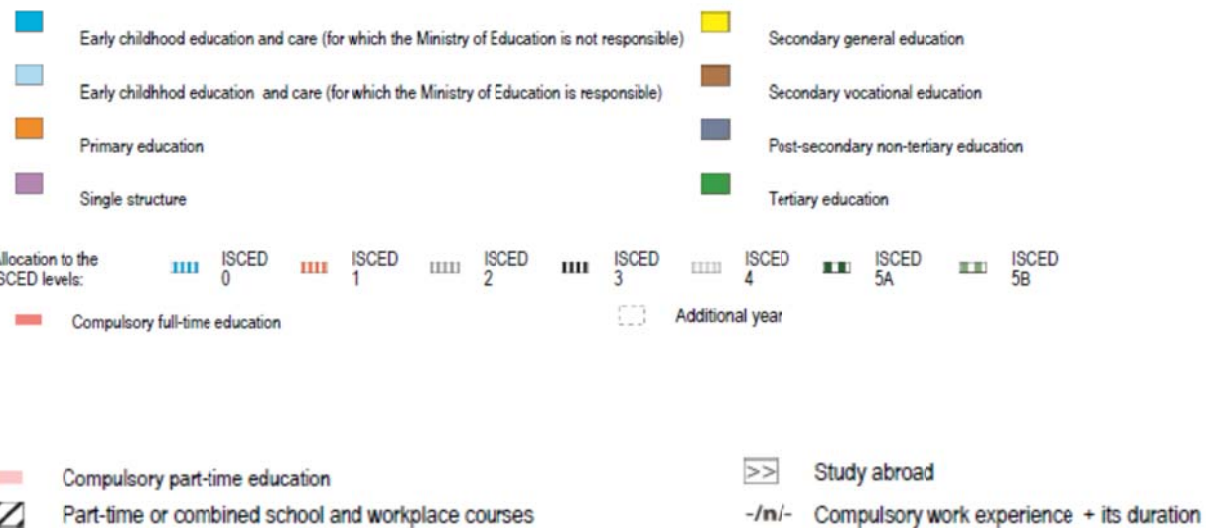 Early childhood education and care (for which the Ministry of Education is not responsible)
Secondary general education
Early childhhod education and care (for which the Ministry of Education is responsible)
Secondary vocational education
Primary education
Post-secondary non-tertiary education
Single structure
Tertiary education
llocation to the
SCED levels:
ISCED
0
ISCED
1
ISCED
2
ISCED
3
ISCED
4
ISCED
5A
ISCED
5B
Compulsory full-time education
Additional year
Compulsory part-time education
>> Study abroad
Part-time or combined school and workplace courses
-/n/- Compulsory work experience + its duration